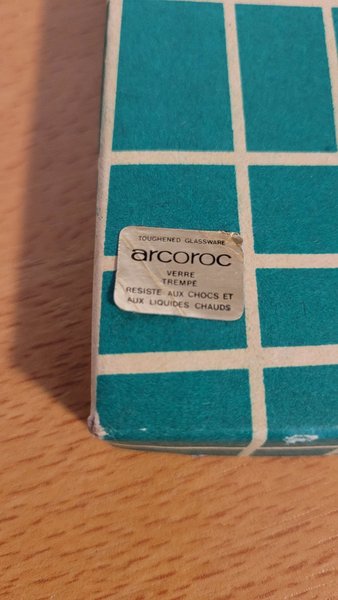 TOUGHENED GLASSWARE
arcoroc
VERRE
TREMPE
RESISTE AUX CHOCS ET
AUX LIQUIDES CHAUDS